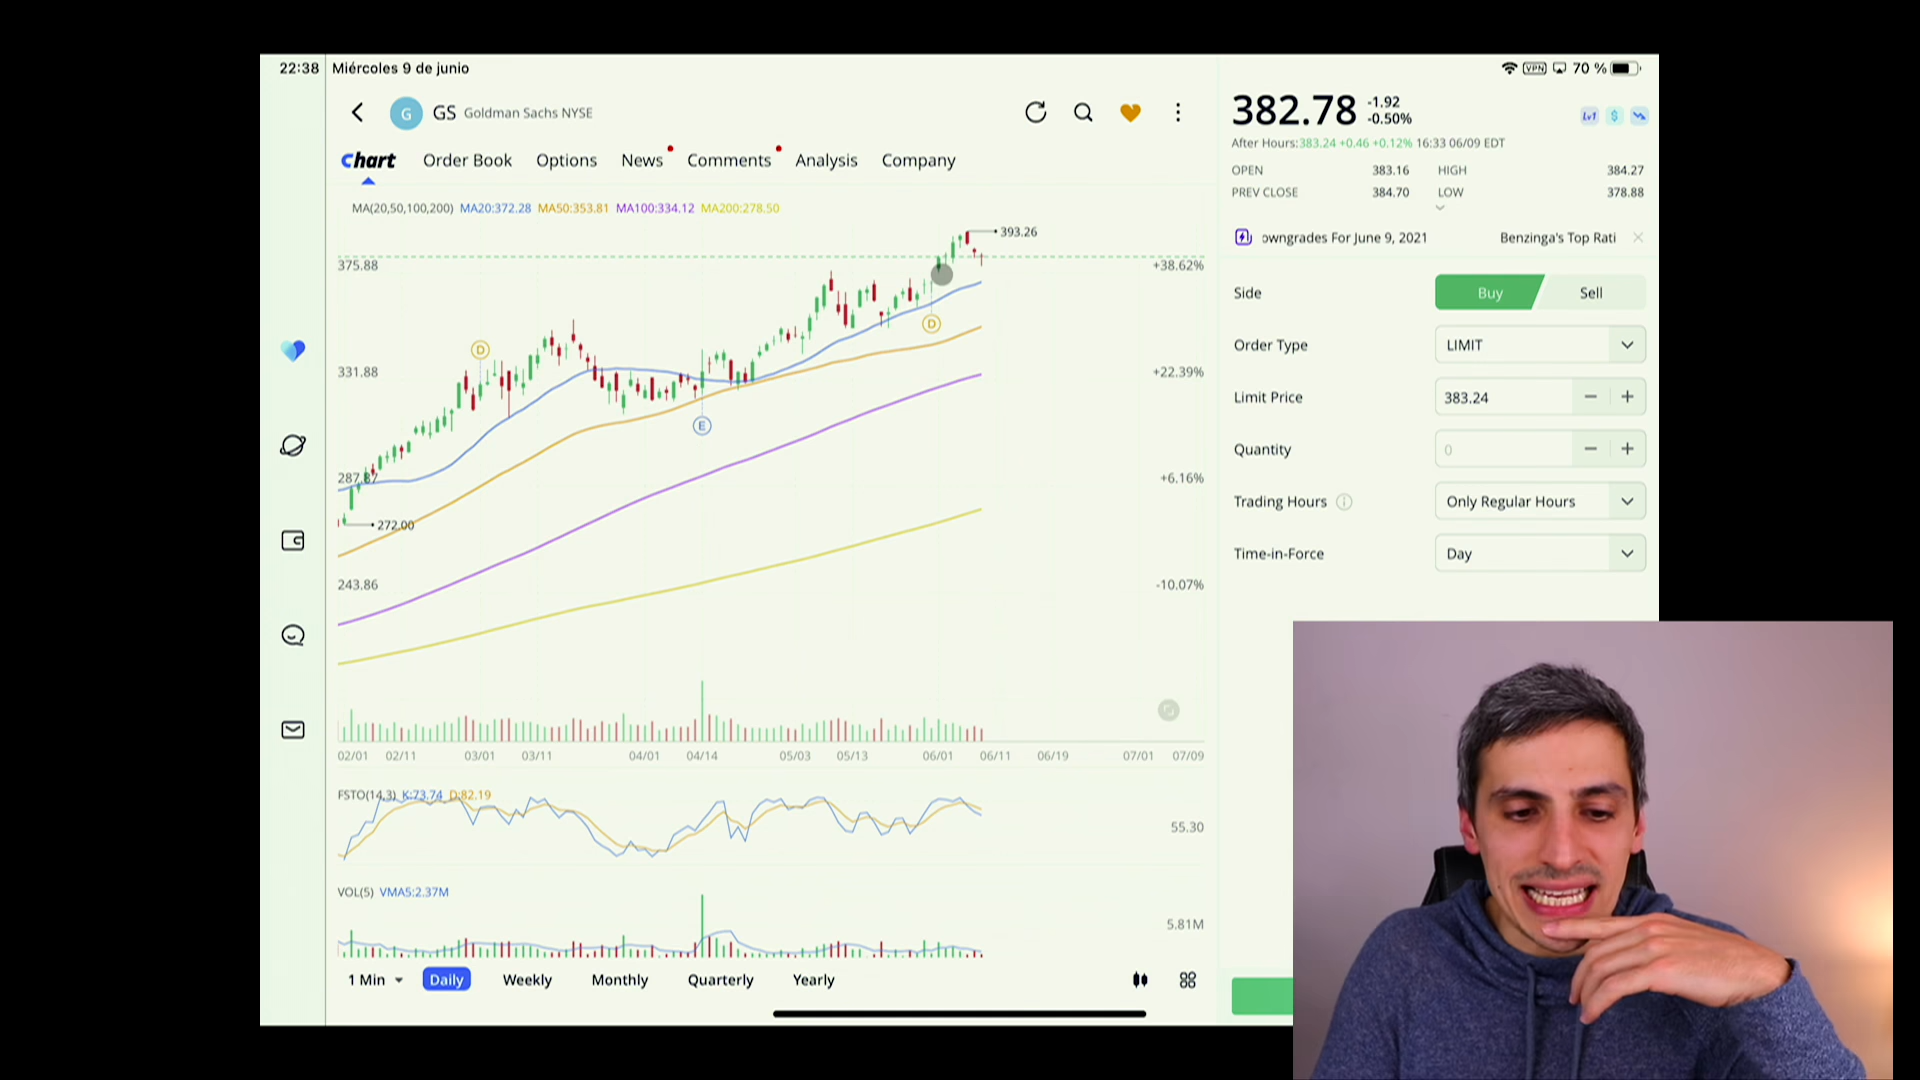 22:38 Miércoles 9 de junio
VPN 70 %
G GS Goldman Sachs NYSE
Chart Order Book Options News Comments Analysis Company
MA(20,50,100,200) MA20:372.28 MA50:353.81 MA100:334.12 MA200:278.50
393.26
375.88 +38.62%
D
D
331.88 +22.39%
E
287.87 +6.16%
272.00
243.86 -10.07%
02/01 02/11 03/01 03/11 04/01 04/14 05/03 05/13 06/01 06/11 06/19 07/01 07/09
FSTO(14,3) K:73.74 D:82.19
55.30
VOL(5) VMA5:2.37M
5.81M
1 Min Daily Weekly Monthly Quarterly Yearly
382.78 -1.92
-0.50%
Lv1 $
After Hours:383.24 +0.46 +0.12% 16:33 06/09 EDT
OPEN 383.16 HIGH 384.27
PREV CLOSE 384.70 LOW 378.88
owngrades For June 9, 2021 Benzinga's Top Rati
Side Buy Sell
Order Type LIMIT
Limit Price 383.24
Quantity 0
Trading Hours Only Regular Hours
Time-in-Force Day